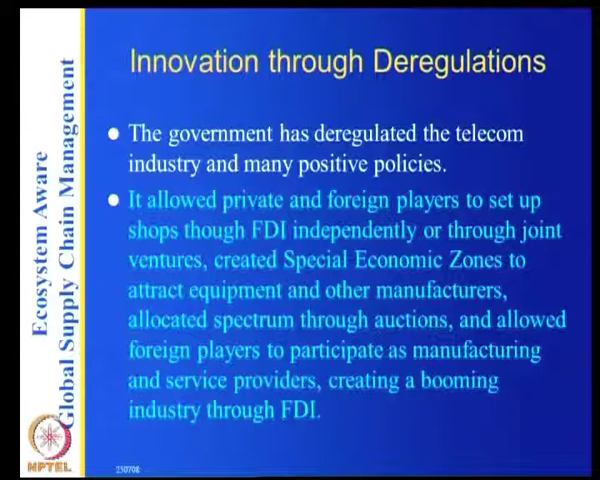 Innovation through Deregulations
The government has deregulated the telecom
industry and many positive policies.
It allowed private and foreign players to set up
shops though FDI independently or through joint
ventures, created Special Economic Zones to
attract equipment and other manufacturers,
allocated spectrum through auctions, and allowed
foreign players to participate as manufacturing
and service providers, creating a booming
industry through FDI.
Ecosystem Aware
Global Supply Chain Management
NPTEL
250708